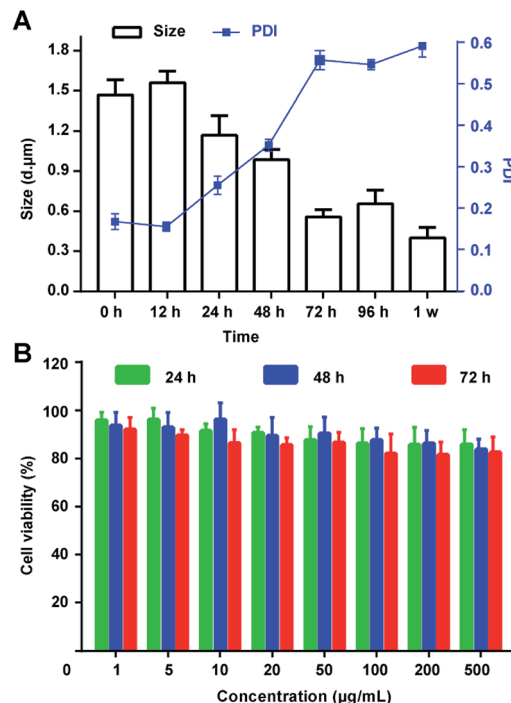 A
Size PDI
1.8
1.5
1.2
0.9
0.6
0.3
0.0
Size (d.μm)
0.6
0.5
0.4
0.3
0.2
0.1
0.0
PDI
0 h 12 h 24 h 48 h 72 h 96 h 1 w
Time
B
24 h 48 h 72 h
120
100
80
60
40
20
0
Cell viability (%)
1 5 10 20 50 100 200 500
Concentration (μg/mL)